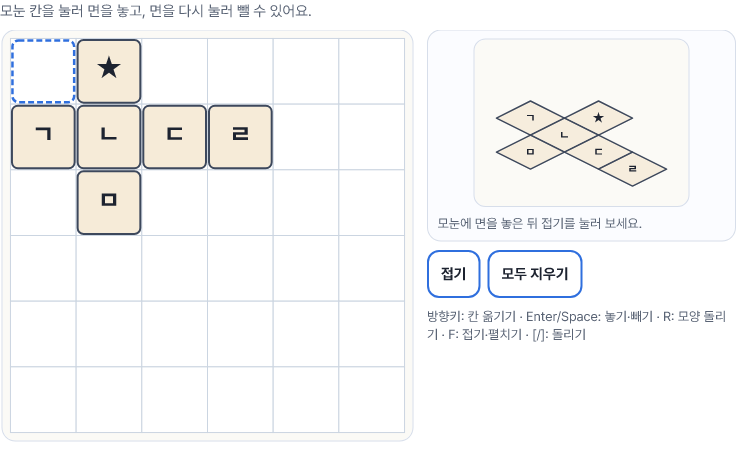 모눈 칸을 눌러 면을 놓고, 면을 다시 눌러 뺄 수 있어요.
★
ㄱ ㄴ ㄷ ㄹ
ㅁ
ㄱ ★
ㄴ
ㅁ ㄷ
ㄹ
모눈에 면을 놓은 뒤 접기를 눌러 보세요.
접기 모두 지우기
방향키: 칸 옮기기 · Enter/Space: 놓기·빼기 · R: 모양 돌리
기 · F: 접기·펼치기 · [/]: 돌리기